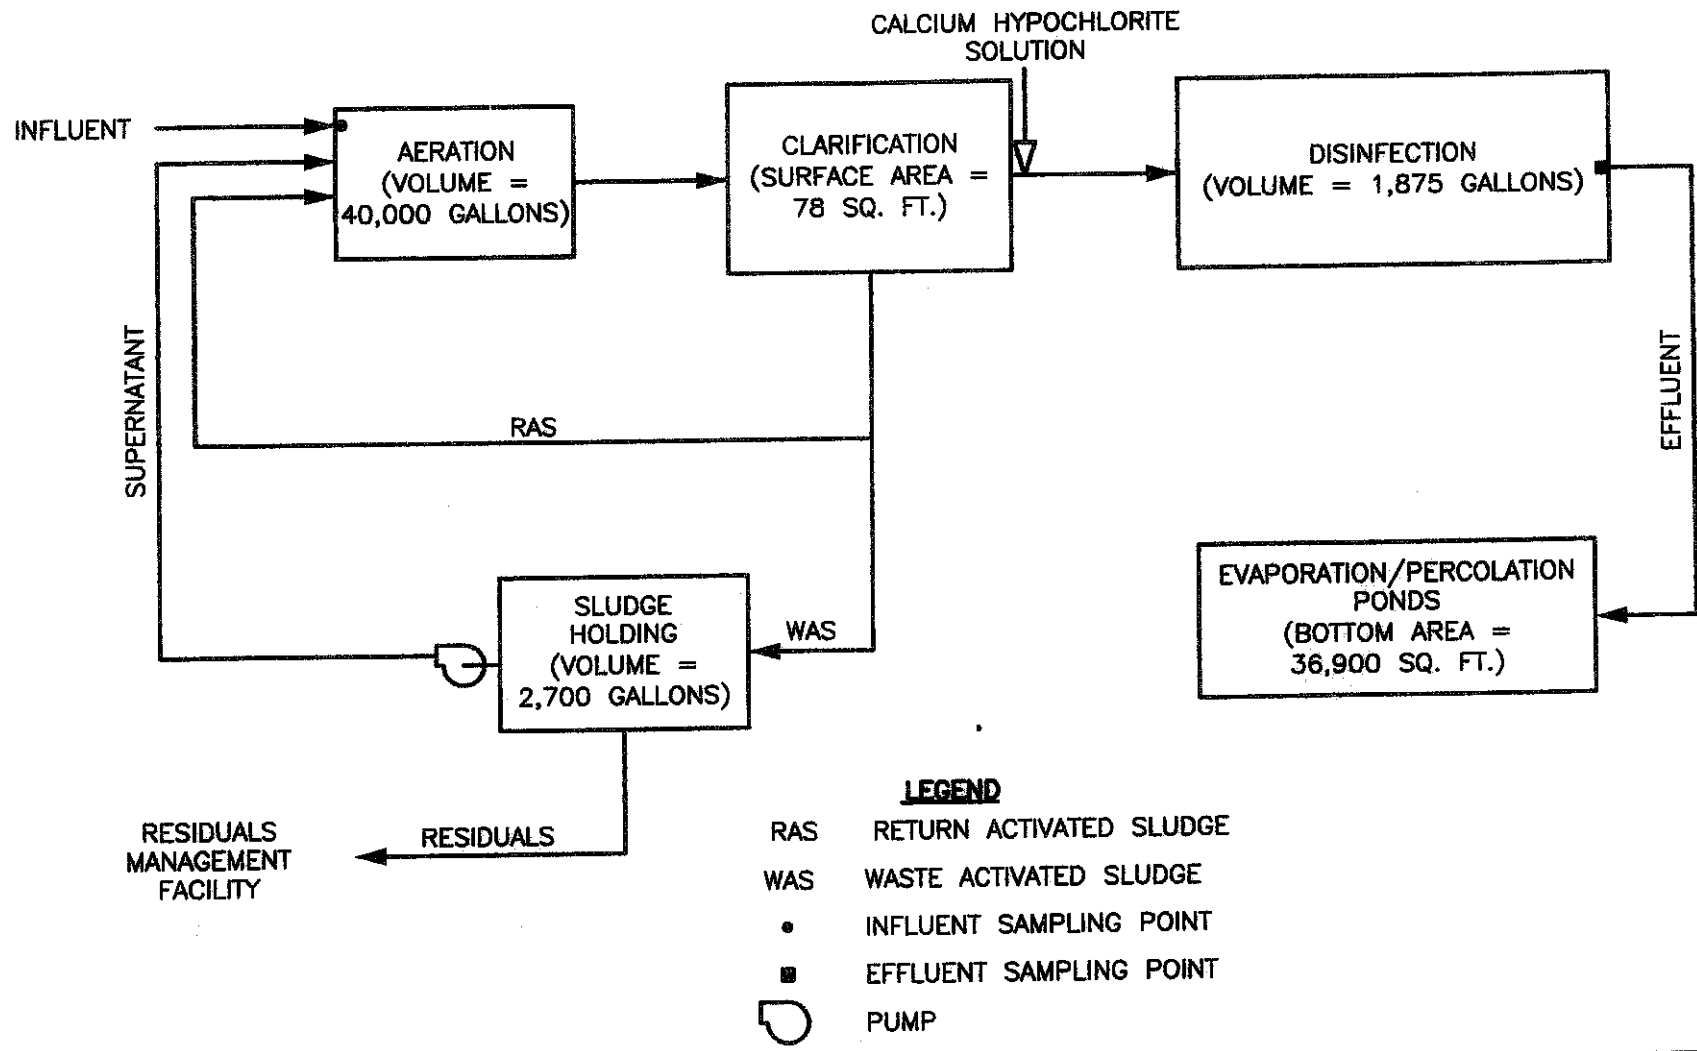 CALCIUM HYPOCHLORITE
SOLUTION
INFLUENT
AERATION
(VOLUME =
40,000 GALLONS)
CLARIFICATION
(SURFACE AREA =
78 SQ. FT.)
DISINFECTION
(VOLUME = 1,875 GALLONS)
SUPERNATANT
RAS
EFFLUENT
SLUDGE
HOLDING
(VOLUME =
2,700 GALLONS)
WAS
EVAPORATION/PERCOLATION
PONDS
(BOTTOM AREA =
36,900 SQ. FT.)
RESIDUALS
MANAGEMENT
FACILITY
RESIDUALS
LEGEND
RAS RETURN ACTIVATED SLUDGE
WAS WASTE ACTIVATED SLUDGE
INFLUENT SAMPLING POINT
EFFLUENT SAMPLING POINT
PUMP